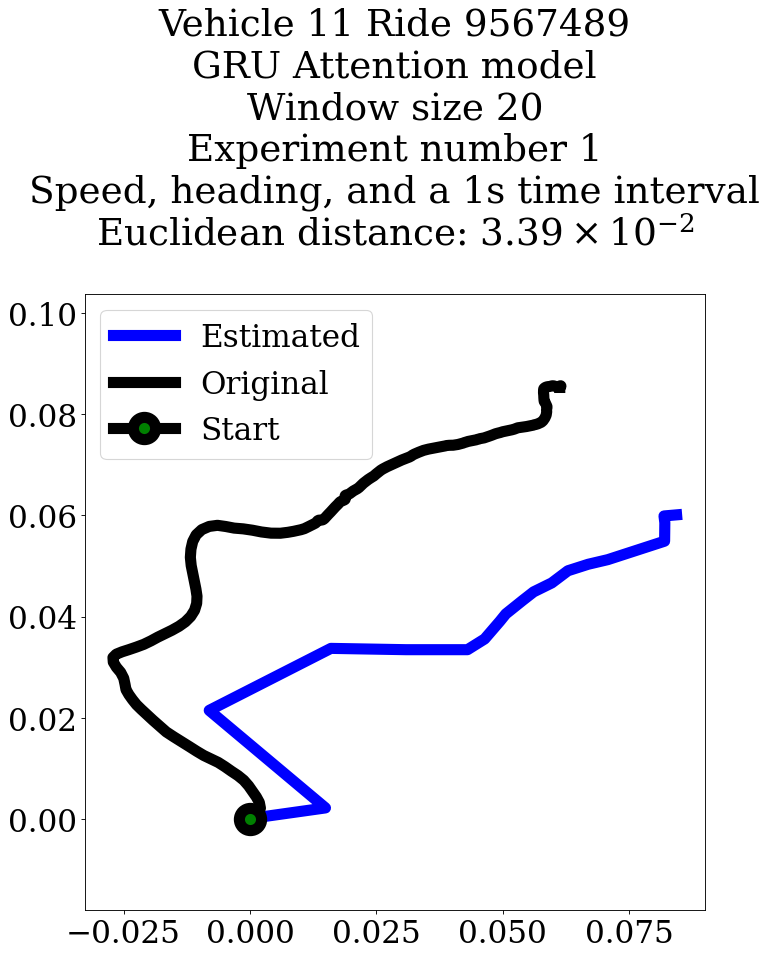 Vehicle 11 Ride 9567489
GRU Attention model
Window size 20
Experiment number 1
Speed, heading, and a 1s time interval
Euclidean distance: 3.39 × 10⁻²
Estimated
Original
Start
0.10
0.08
0.06
0.04
0.02
0.00
−0.025 0.000 0.025 0.050 0.075